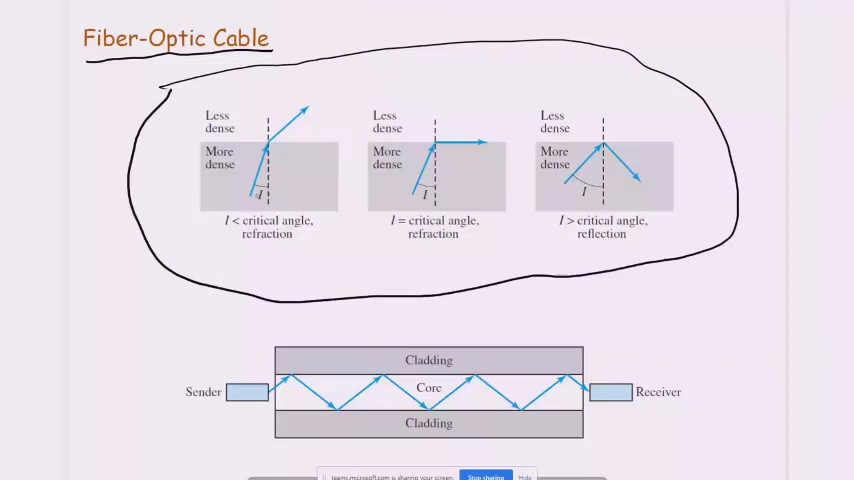 Fiber-Optic Cable
Less
dense
More
dense
I
I < critical angle,
refraction
Less
dense
More
dense
I
I = critical angle,
refraction
Less
dense
More
dense
I
I > critical angle,
reflection
Cladding
Sender
Core
Receiver
Cladding
teams.microsoft.com is sharing your screen.
Stop sharing
Hide